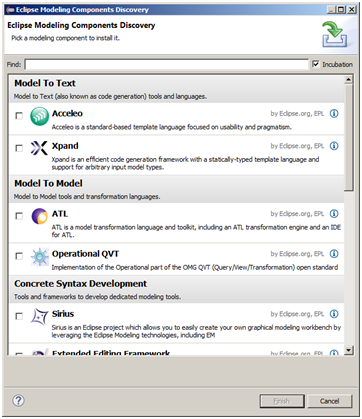 Eclipse Modeling Components Discovery
Eclipse Modeling Components Discovery
Pick a modeling component to install it.
Find:
Incubation
Model To Text
Model to Text (also known as code generation) tools and languages.
Acceleo
by Eclipse.org, EPL
Acceleo is a standard-based template language focused on usability and pragmatism.
Xpand
by Eclipse.org, EPL
Xpand is an efficient code generation framework with a statically-typed template language and
support for arbitrary input model types.
Model To Model
Model to Model tools and transformation languages.
ATL
by Eclipse.org, EPL
ATL is a model transformation language and toolkit, including an ATL transformation engine and an IDE
for ATL.
Operational QVT
by Eclipse.org, EPL
Implementation of the Operational part of the OMG QVT (Query/View/Transformation) open standard
Concrete Syntax Development
Tools and frameworks to develop dedicated modeling tools.
Sirius
by Eclipse.org, EPL
Sirius is an Eclipse project which allows you to easily create your own graphical modeling workbench by
leveraging the Eclipse Modeling technologies, including EM
Extended Editing Framework
by Eclipse.org, EPL
Finish
Cancel